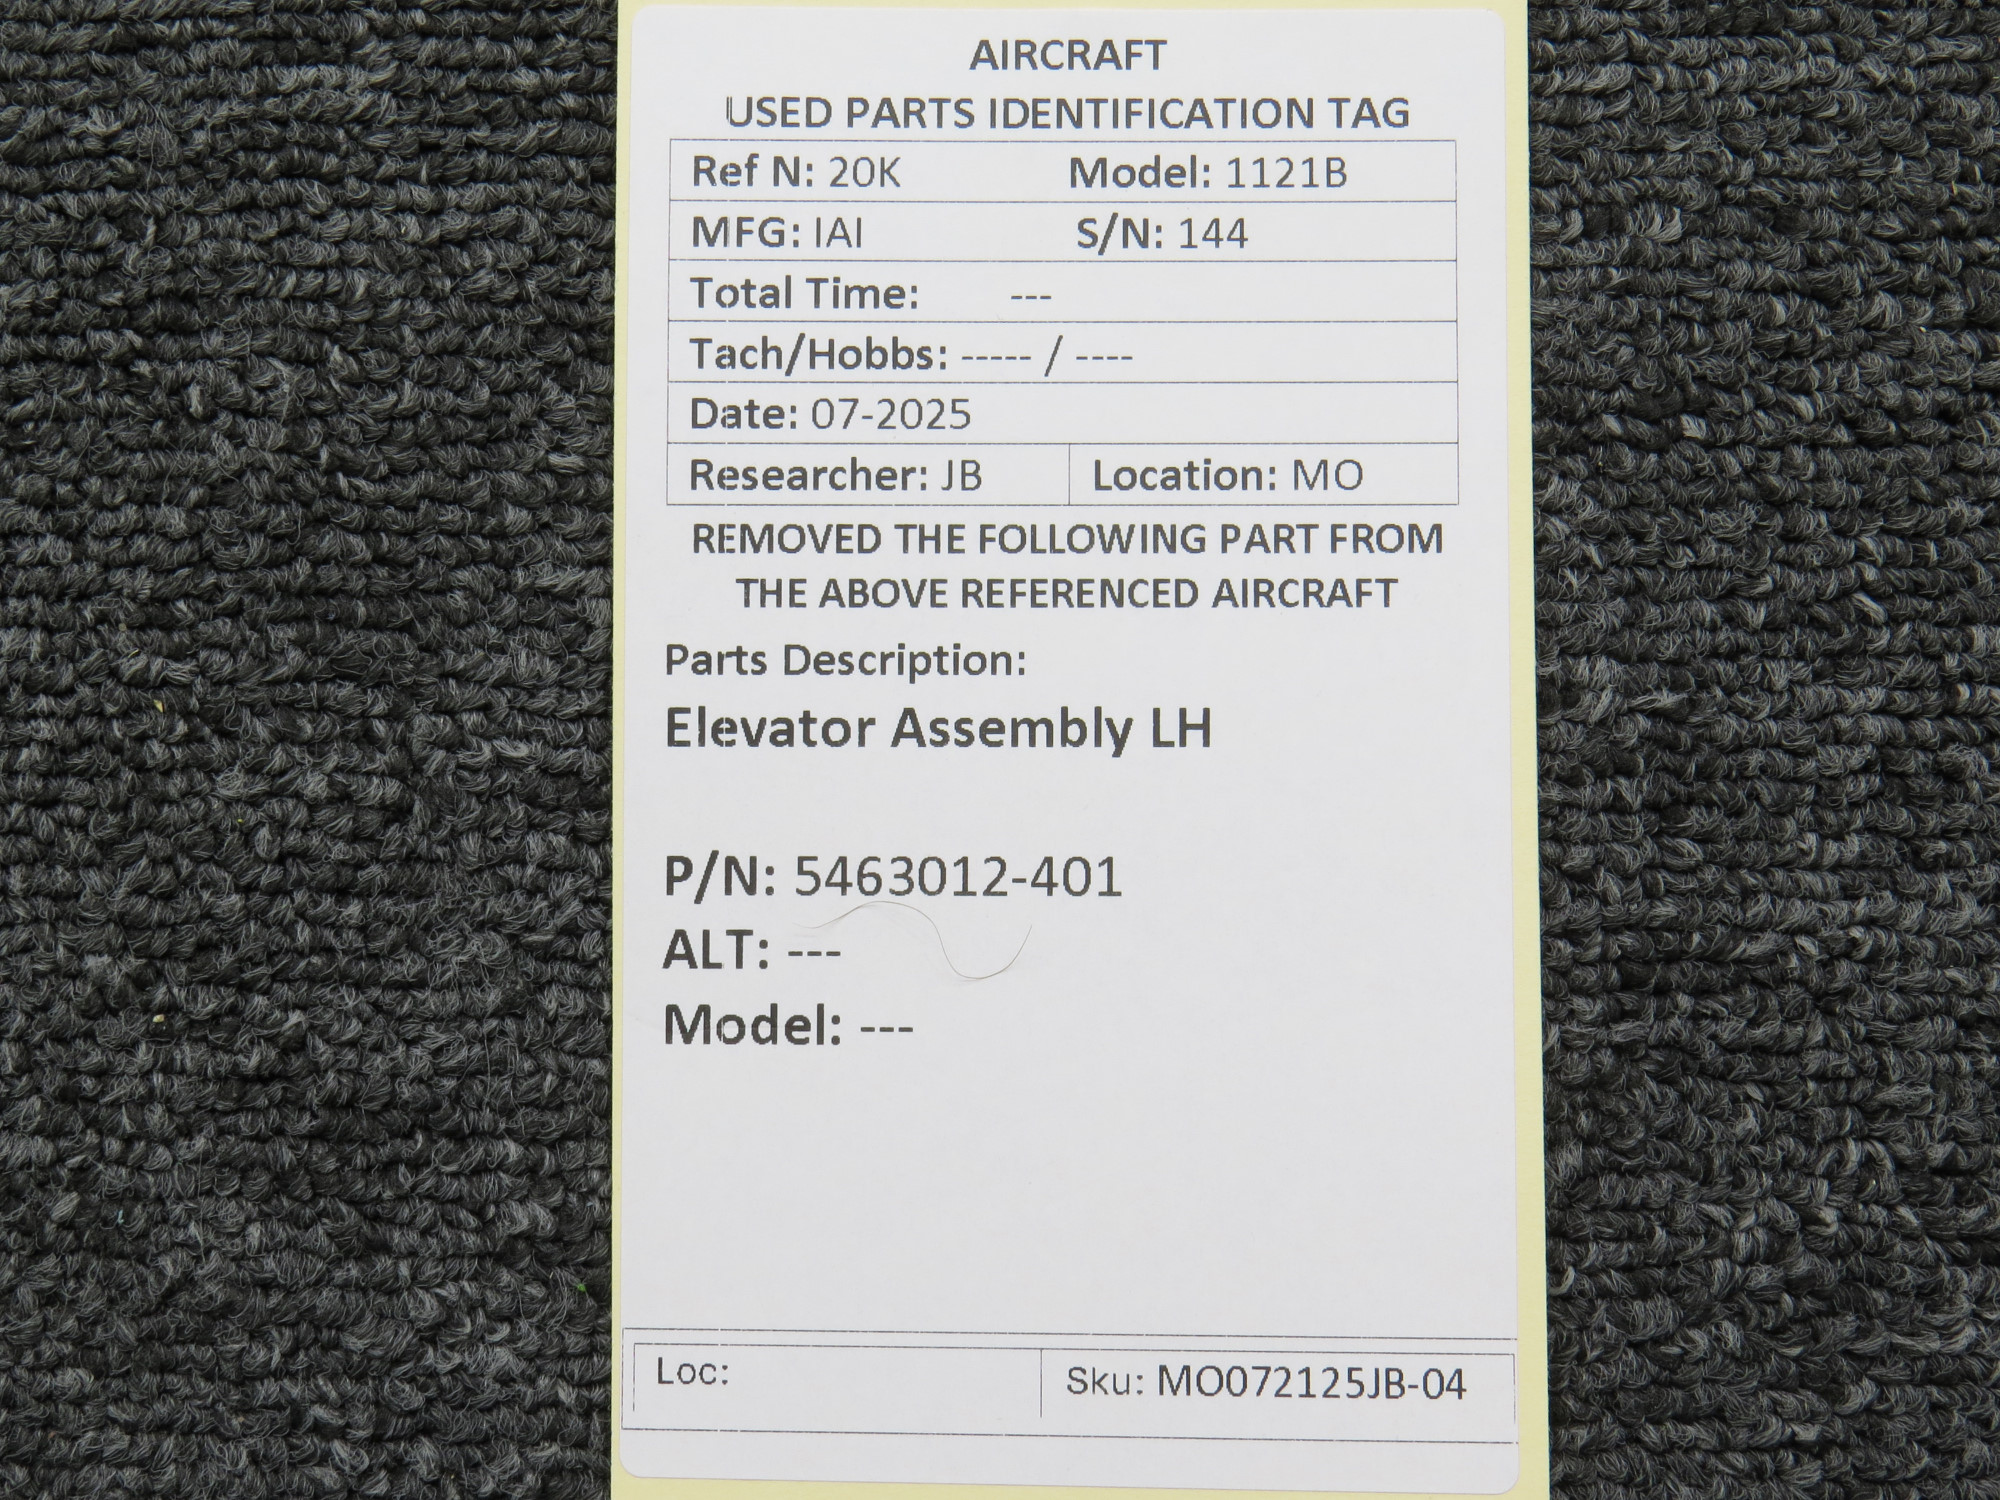 AIRCRAFT
USED PARTS IDENTIFICATION TAG
Ref N: 20K Model: 1121B
MFG: IAI S/N: 144
Total Time: ---
Tach/Hobbs: ----- / ----
Date: 07-2025
Researcher: JB Location: MO
REMOVED THE FOLLOWING PART FROM
THE ABOVE REFERENCED AIRCRAFT
Parts Description:
Elevator Assembly LH
P/N: 5463012-401
ALT: ---
Model: ---
Loc: Sku: MO072125JB-04